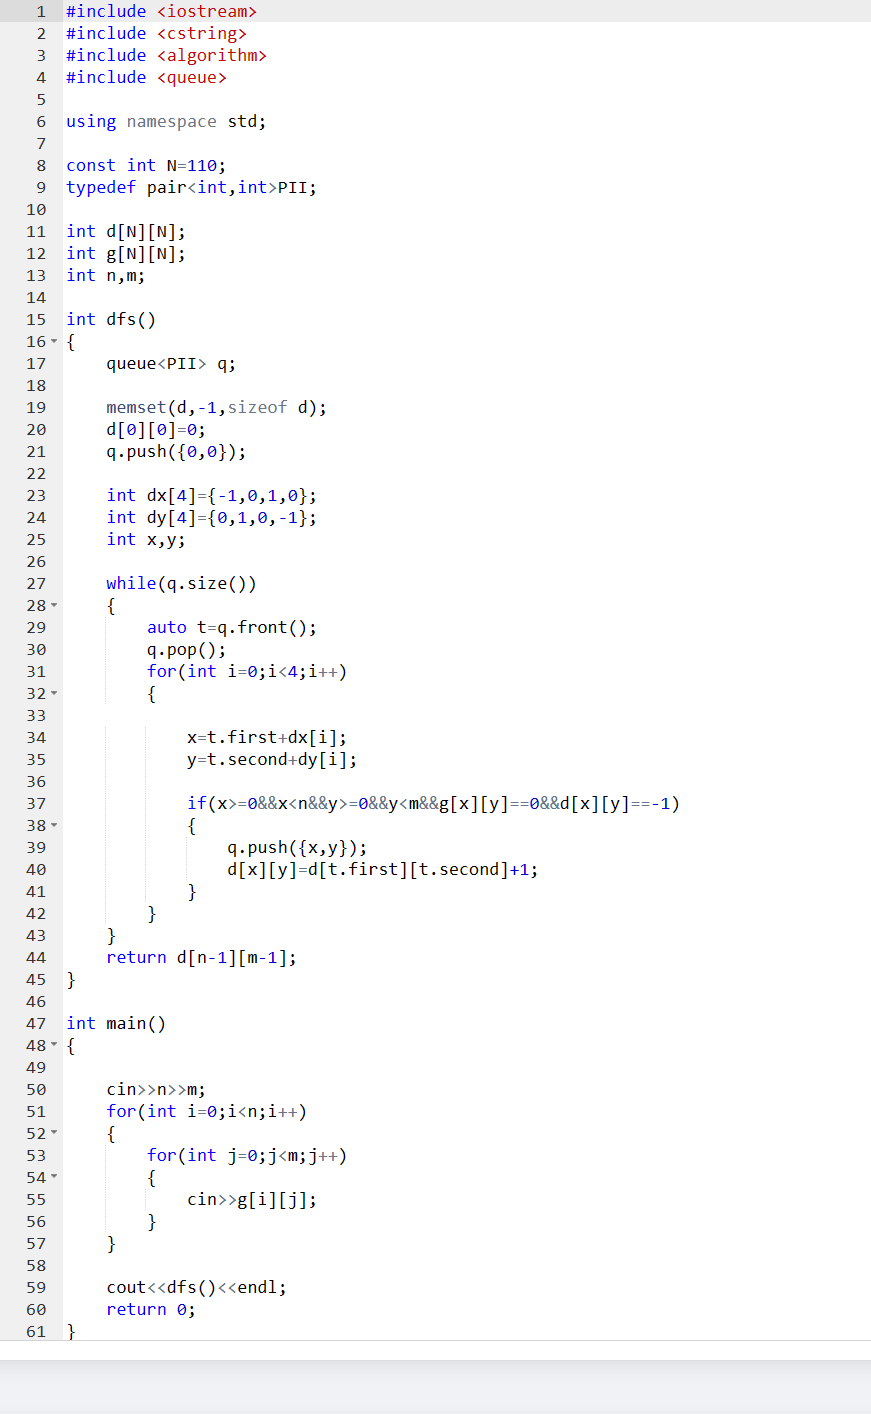 1 #include <iostream>
2 #include <cstring>
3 #include <algorithm>
4 #include <queue>
5
6 using namespace std;
7
8 const int N=110;
9 typedef pair<int,int>PII;
10
11 int d[N][N];
12 int g[N][N];
13 int n,m;
14
15 int dfs()
16 {
17     queue<PII> q;
18
19     memset(d,-1,sizeof d);
20     d[0][0]=0;
21     q.push({0,0});
22
23     int dx[4]={-1,0,1,0};
24     int dy[4]={0,1,0,-1};
25     int x,y;
26
27     while(q.size())
28     {
29         auto t=q.front();
30         q.pop();
31         for(int i=0;i<4;i++)
32         {
33
34             x=t.first+dx[i];
35             y=t.second+dy[i];
36
37             if(x>=0&&x<n&&y>=0&&y<m&&g[x][y]==0&&d[x][y]==-1)
38             {
39                 q.push({x,y});
40                 d[x][y]=d[t.first][t.second]+1;
41             }
42         }
43     }
44     return d[n-1][m-1];
45 }
46
47 int main()
48 {
49
50     cin>>n>>m;
51     for(int i=0;i<n;i++)
52     {
53         for(int j=0;j<m;j++)
54         {
55             cin>>g[i][j];
56         }
57     }
58
59     cout<<dfs()<<endl;
60     return 0;
61 }